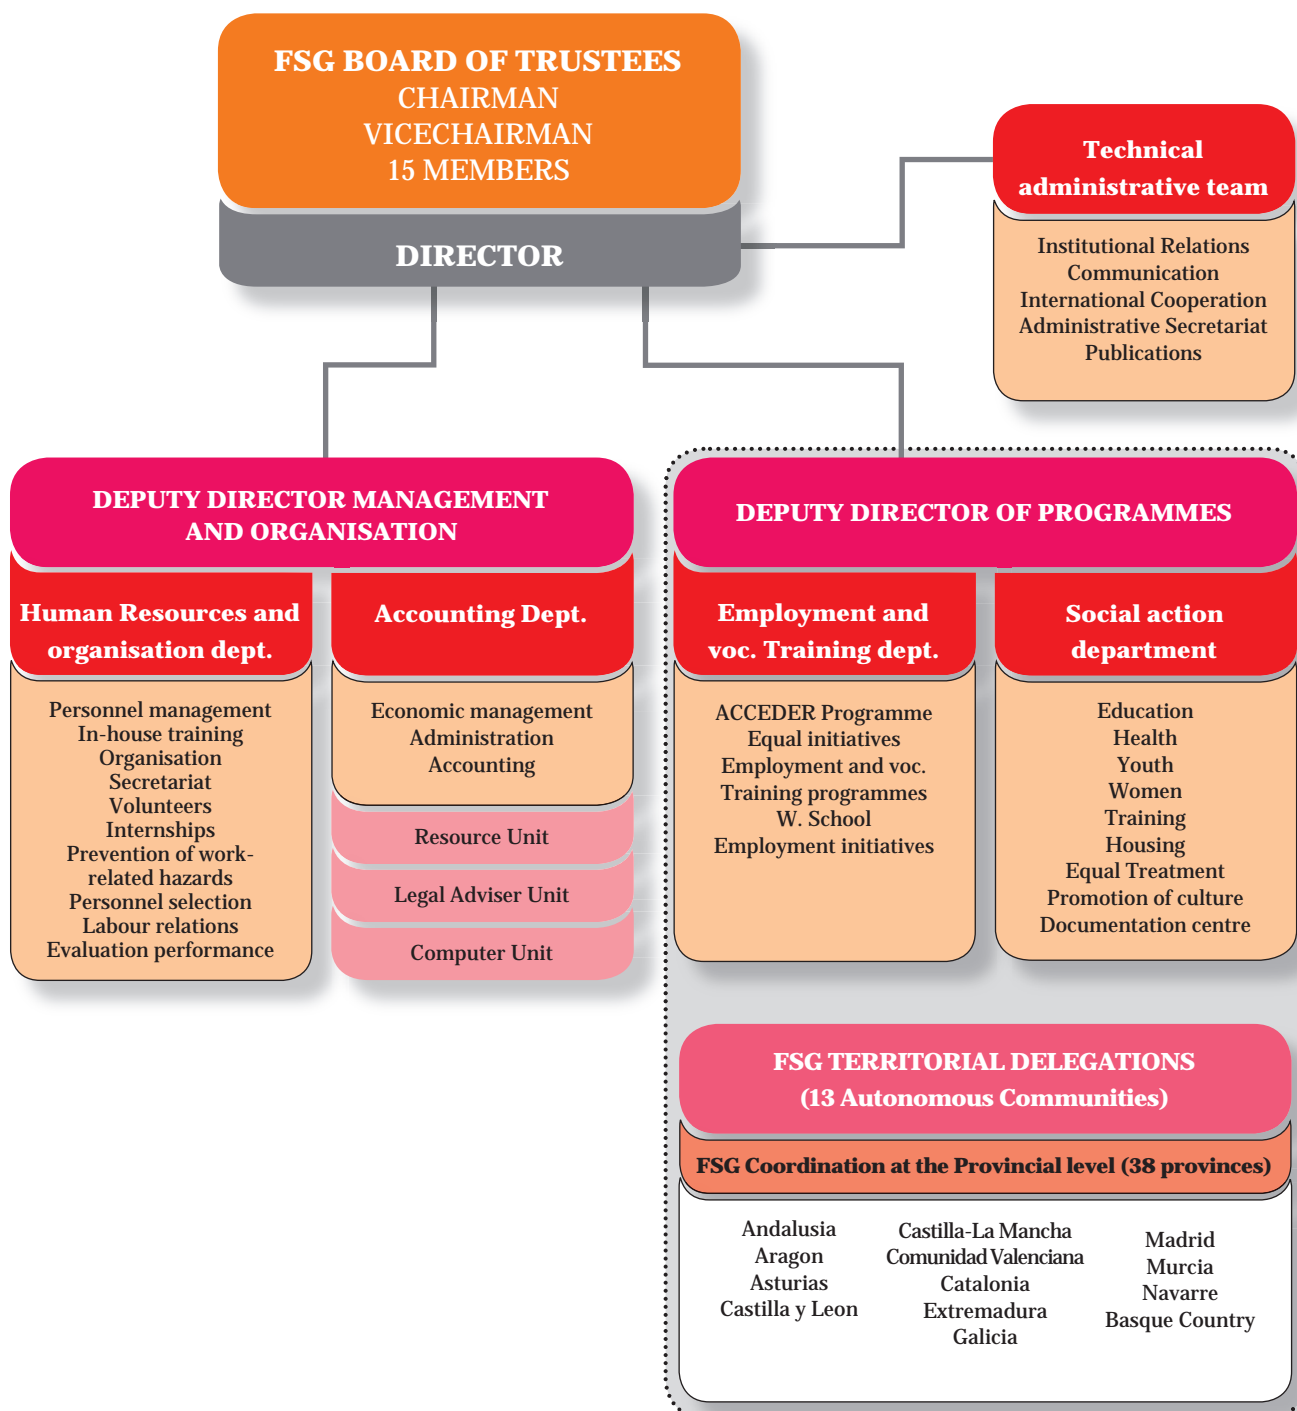 FSG BOARD OF TRUSTEES
CHAIRMAN
VICECHAIRMAN
15 MEMBERS
DIRECTOR
Technical
administrative team
Institutional Relations
Communication
International Cooperation
Administrative Secretariat
Publications
DEPUTY DIRECTOR MANAGEMENT
AND ORGANISATION
Human Resources and
organisation dept.
Personnel management
In-house training
Organisation
Secretariat
Volunteers
Internships
Prevention of work-
related hazards
Personnel selection
Labour relations
Evaluation performance
Accounting Dept.
Economic management
Administration
Accounting
Resource Unit
Legal Adviser Unit
Computer Unit
DEPUTY DIRECTOR OF PROGRAMMES
Employment and
voc. Training dept.
ACCEDER Programme
Equal initiatives
Employment and voc.
Training programmes
W. School
Employment initiatives
Social action
department
Education
Health
Youth
Women
Training
Housing
Equal Treatment
Promotion of culture
Documentation centre
FSG TERRITORIAL DELEGATIONS
(13 Autonomous Communities)
FSG Coordination at the Provincial level (38 provinces)
Andalusia
Aragon
Asturias
Castilla y Leon
Castilla-La Mancha
Comunidad Valenciana
Catalonia
Extremadura
Galicia
Madrid
Murcia
Navarre
Basque Country